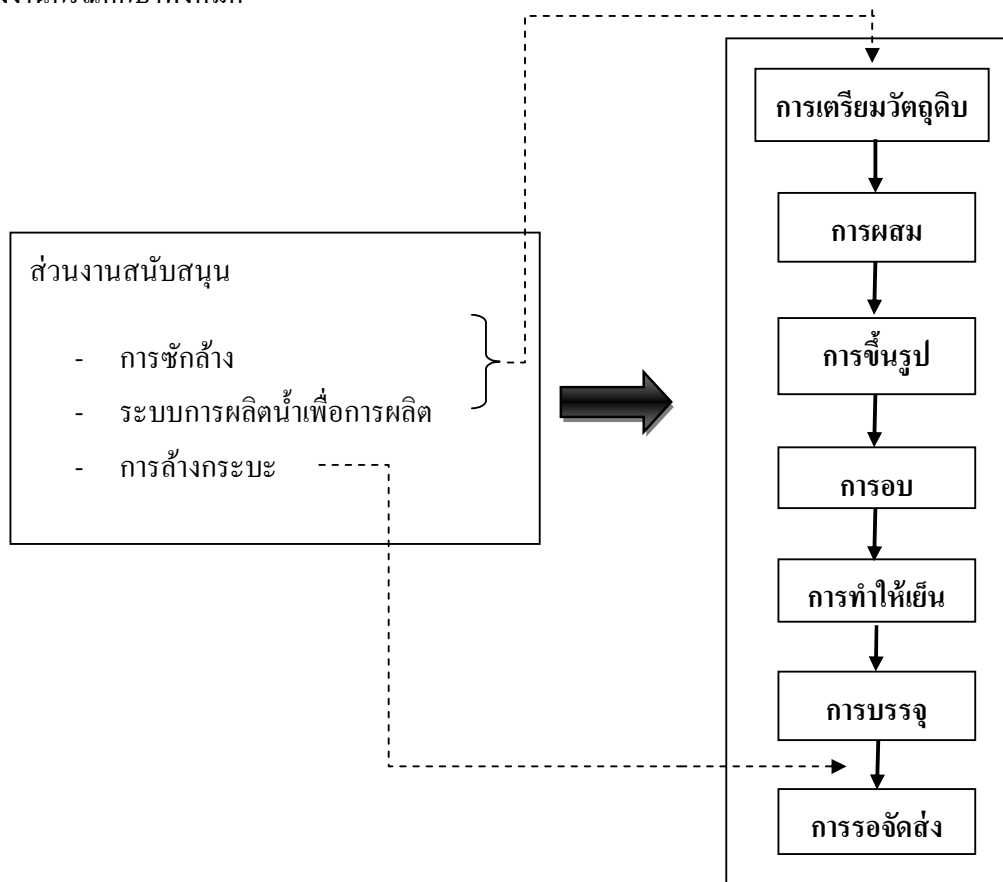 การเตรียมวัตถุดิบ
การผสม
ส่วนงานสนับสนุน
- การซักล้าง
- ระบบการผลิตน้ำเพื่อการผลิต
- การล้างกระบะ
การขึ้นรูป
การอบ
การทำให้เย็น
การบรรจุ
การรอจัดส่ง